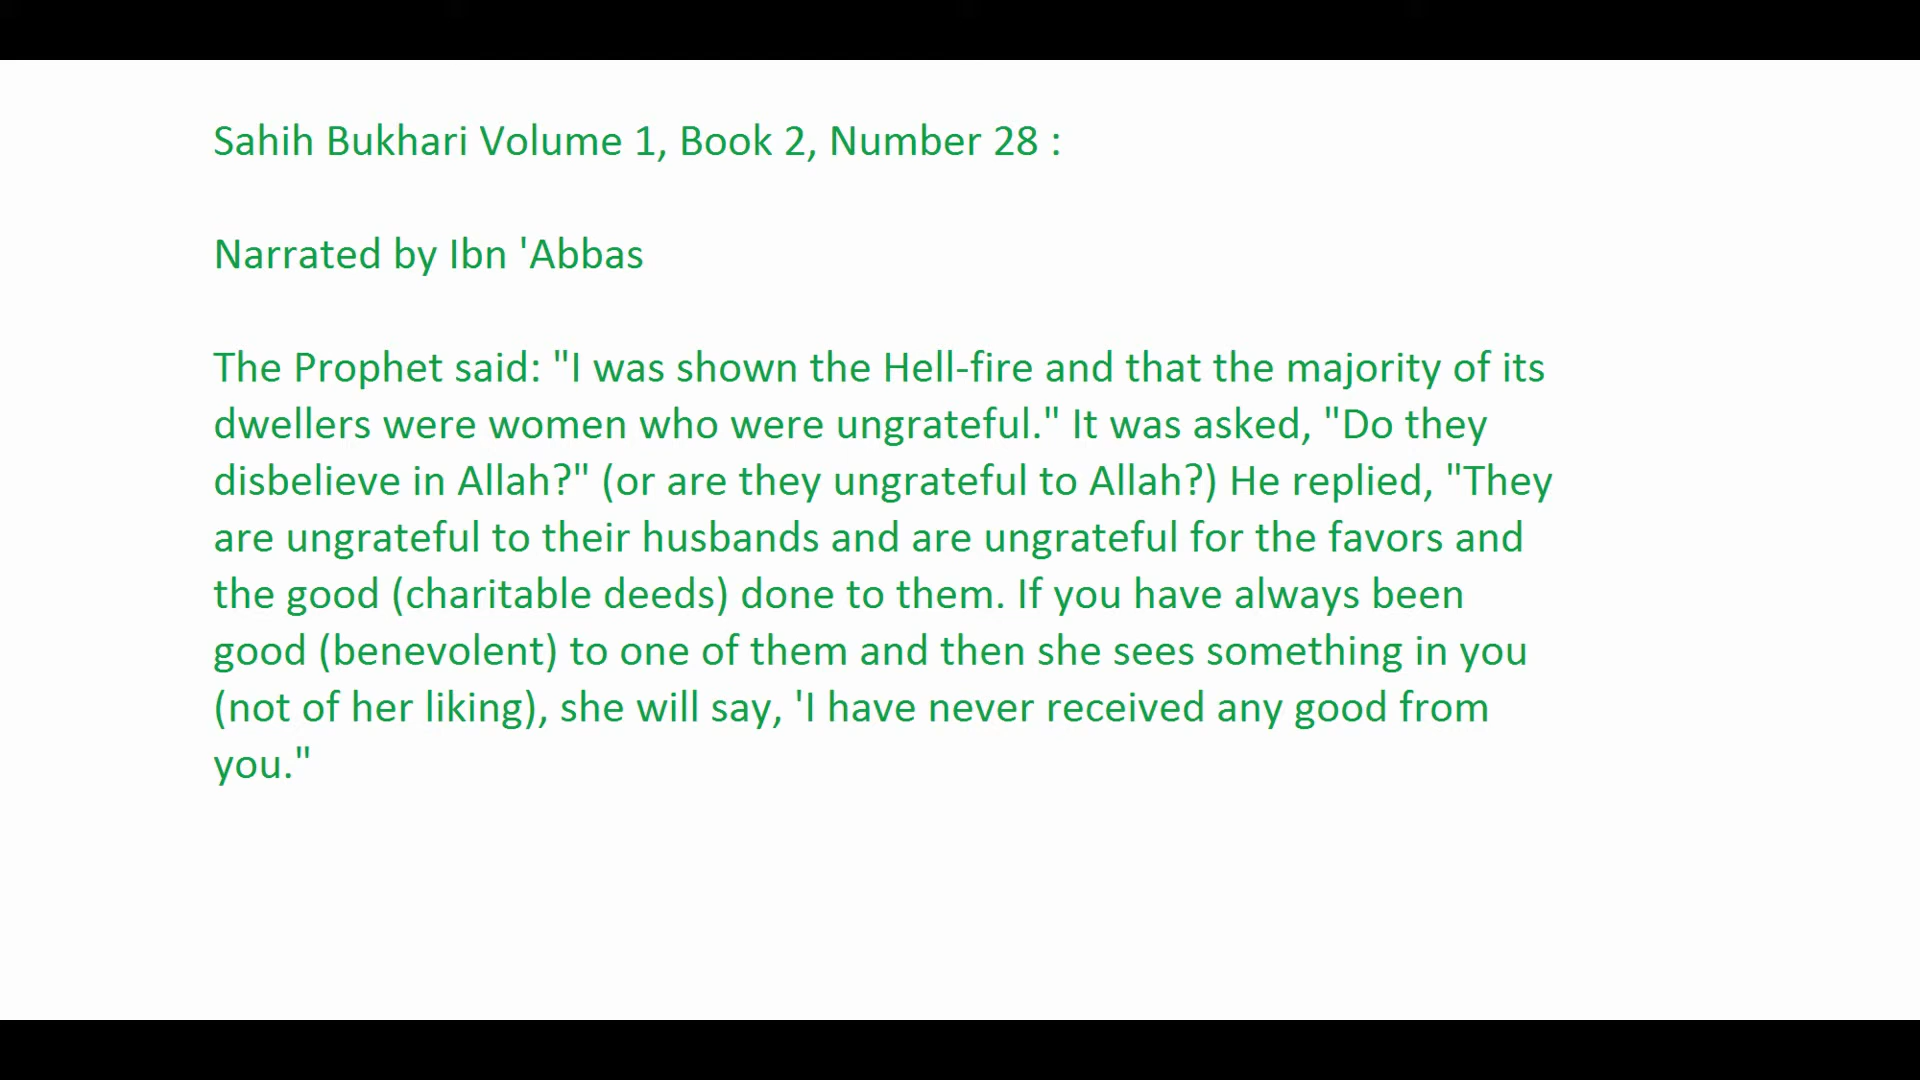 Sahih Bukhari Volume 1, Book 2, Number 28 :
Narrated by Ibn 'Abbas
The Prophet said: "I was shown the Hell-fire and that the majority of its
dwellers were women who were ungrateful." It was asked, "Do they
disbelieve in Allah?" (or are they ungrateful to Allah?) He replied, "They
are ungrateful to their husbands and are ungrateful for the favors and
the good (charitable deeds) done to them. If you have always been
good (benevolent) to one of them and then she sees something in you
(not of her liking), she will say, 'I have never received any good from
you."